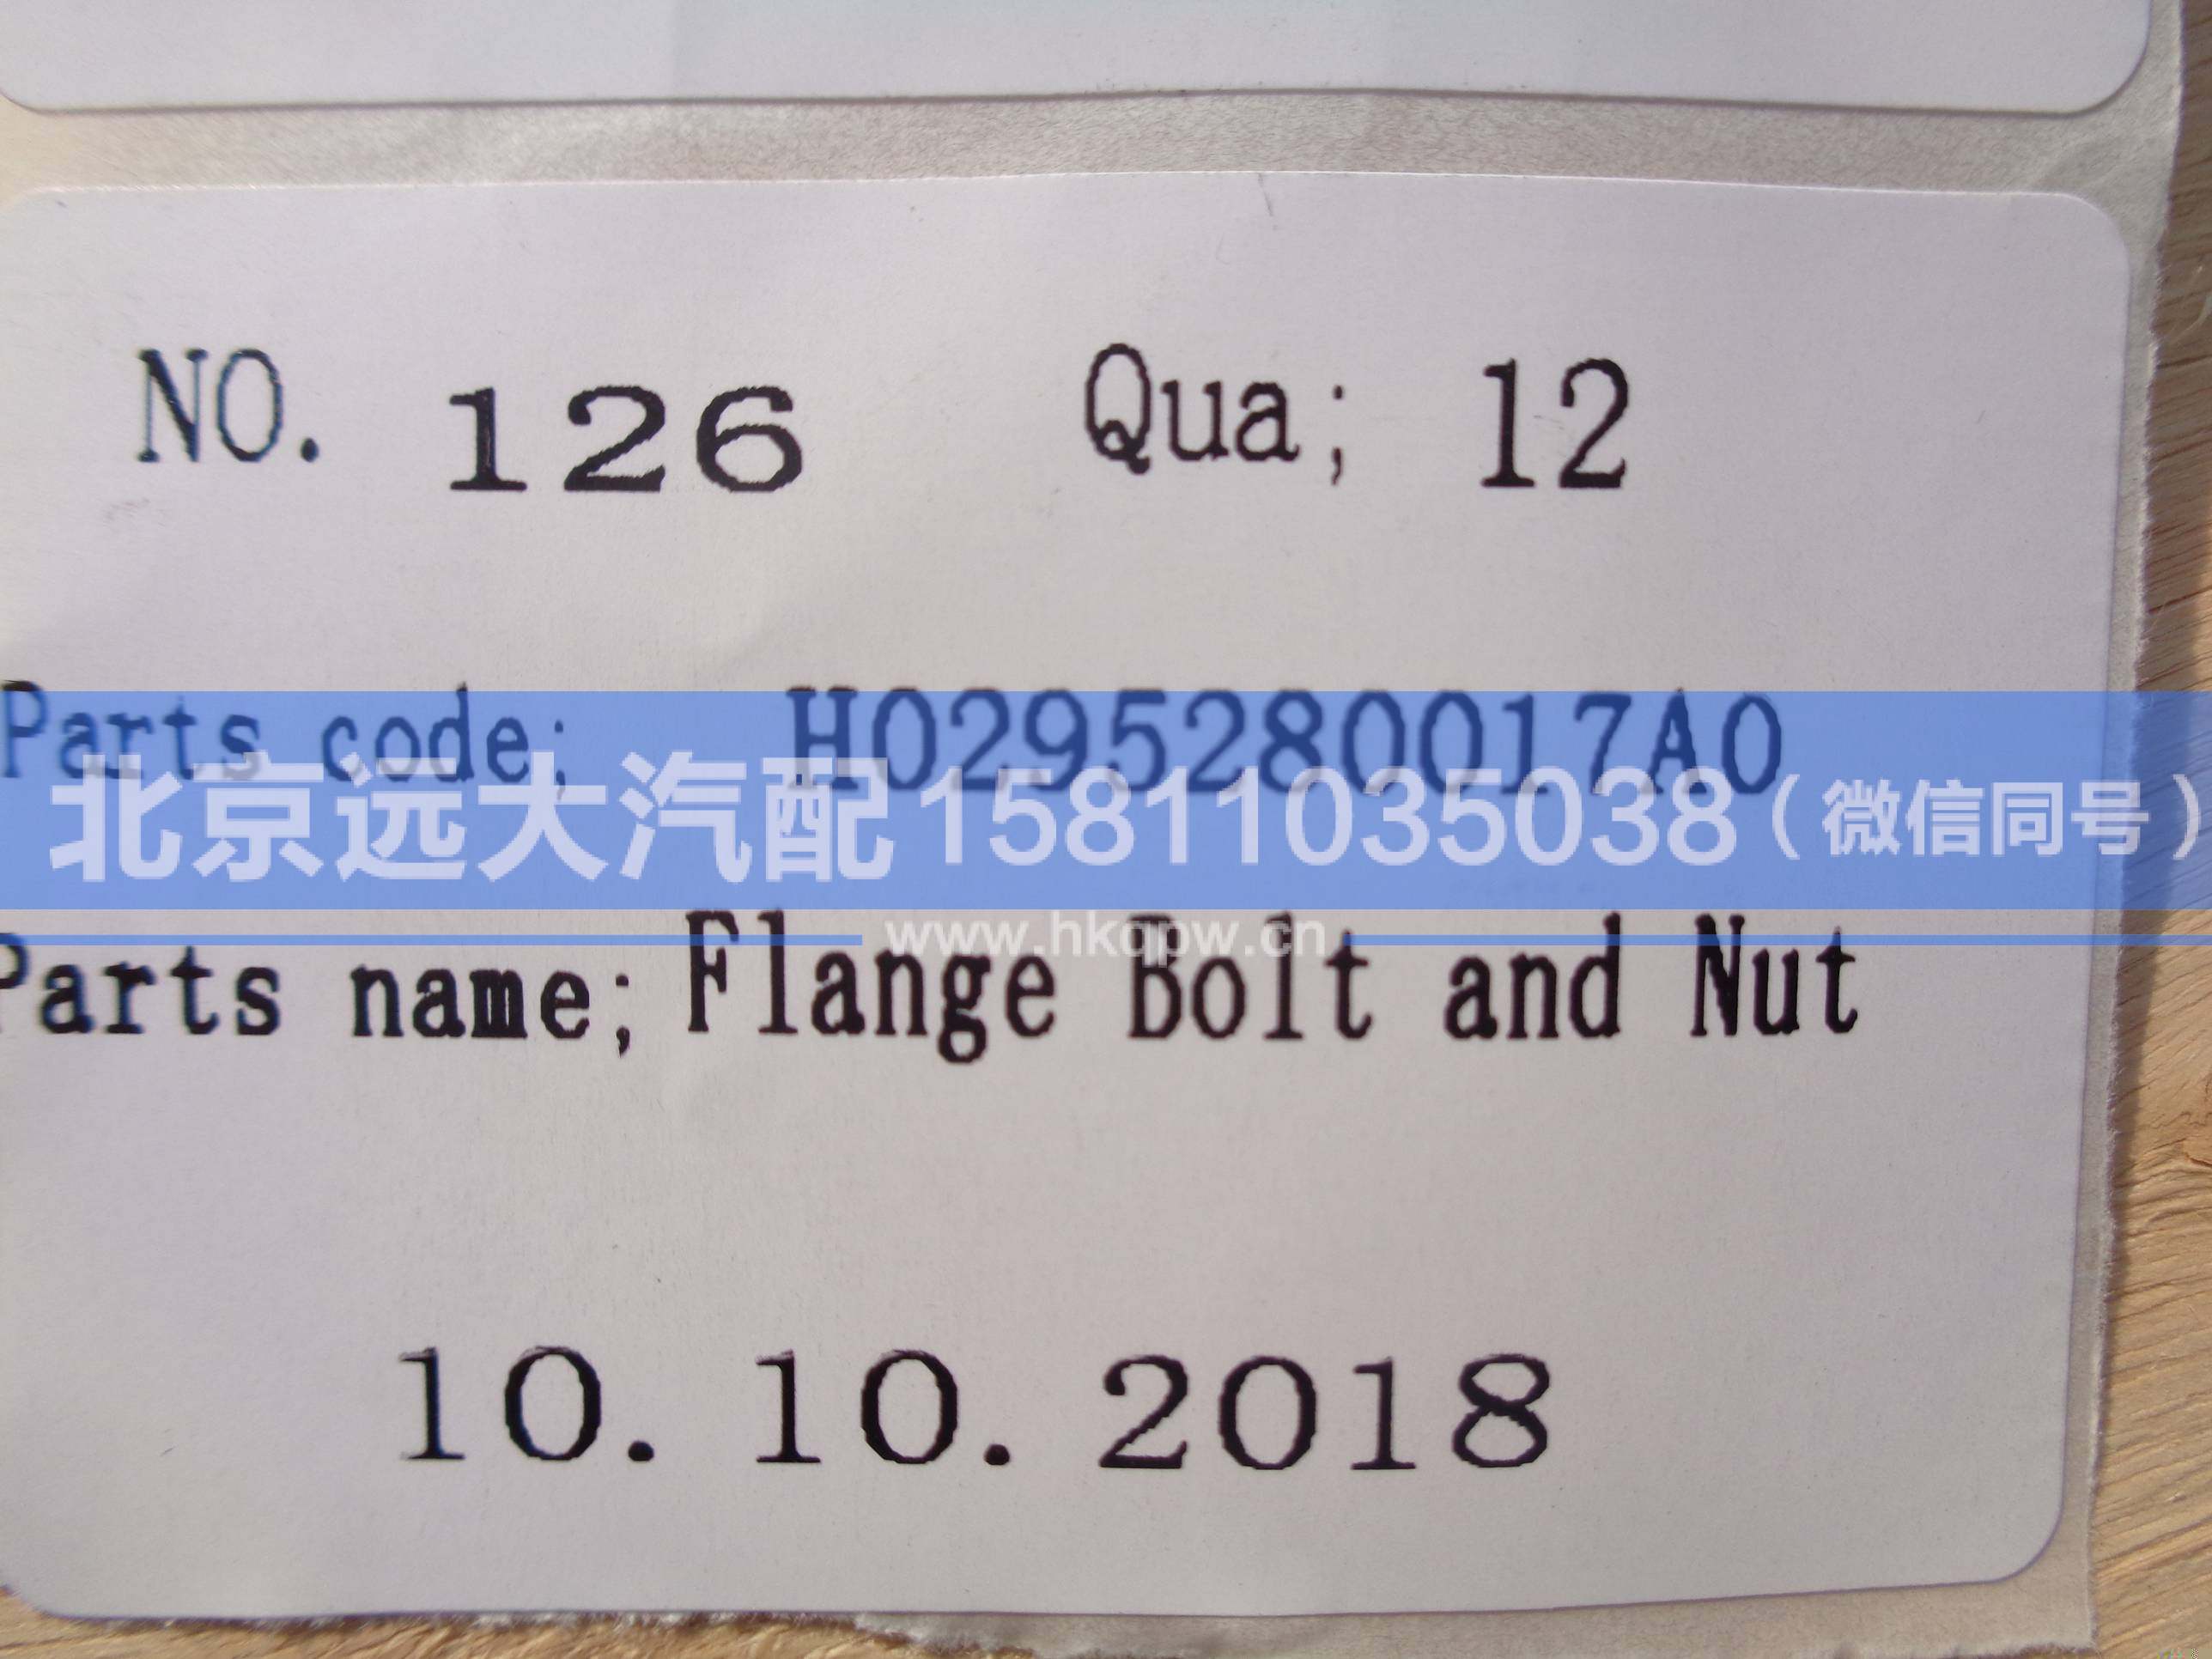 NO. 126 Qua; 12
Parts code; H0295280017A0
北京远大汽配15811035038（微信同号）
www.hkqpw.cn
Parts name; Flange Bolt and Nut
10. 10. 2018